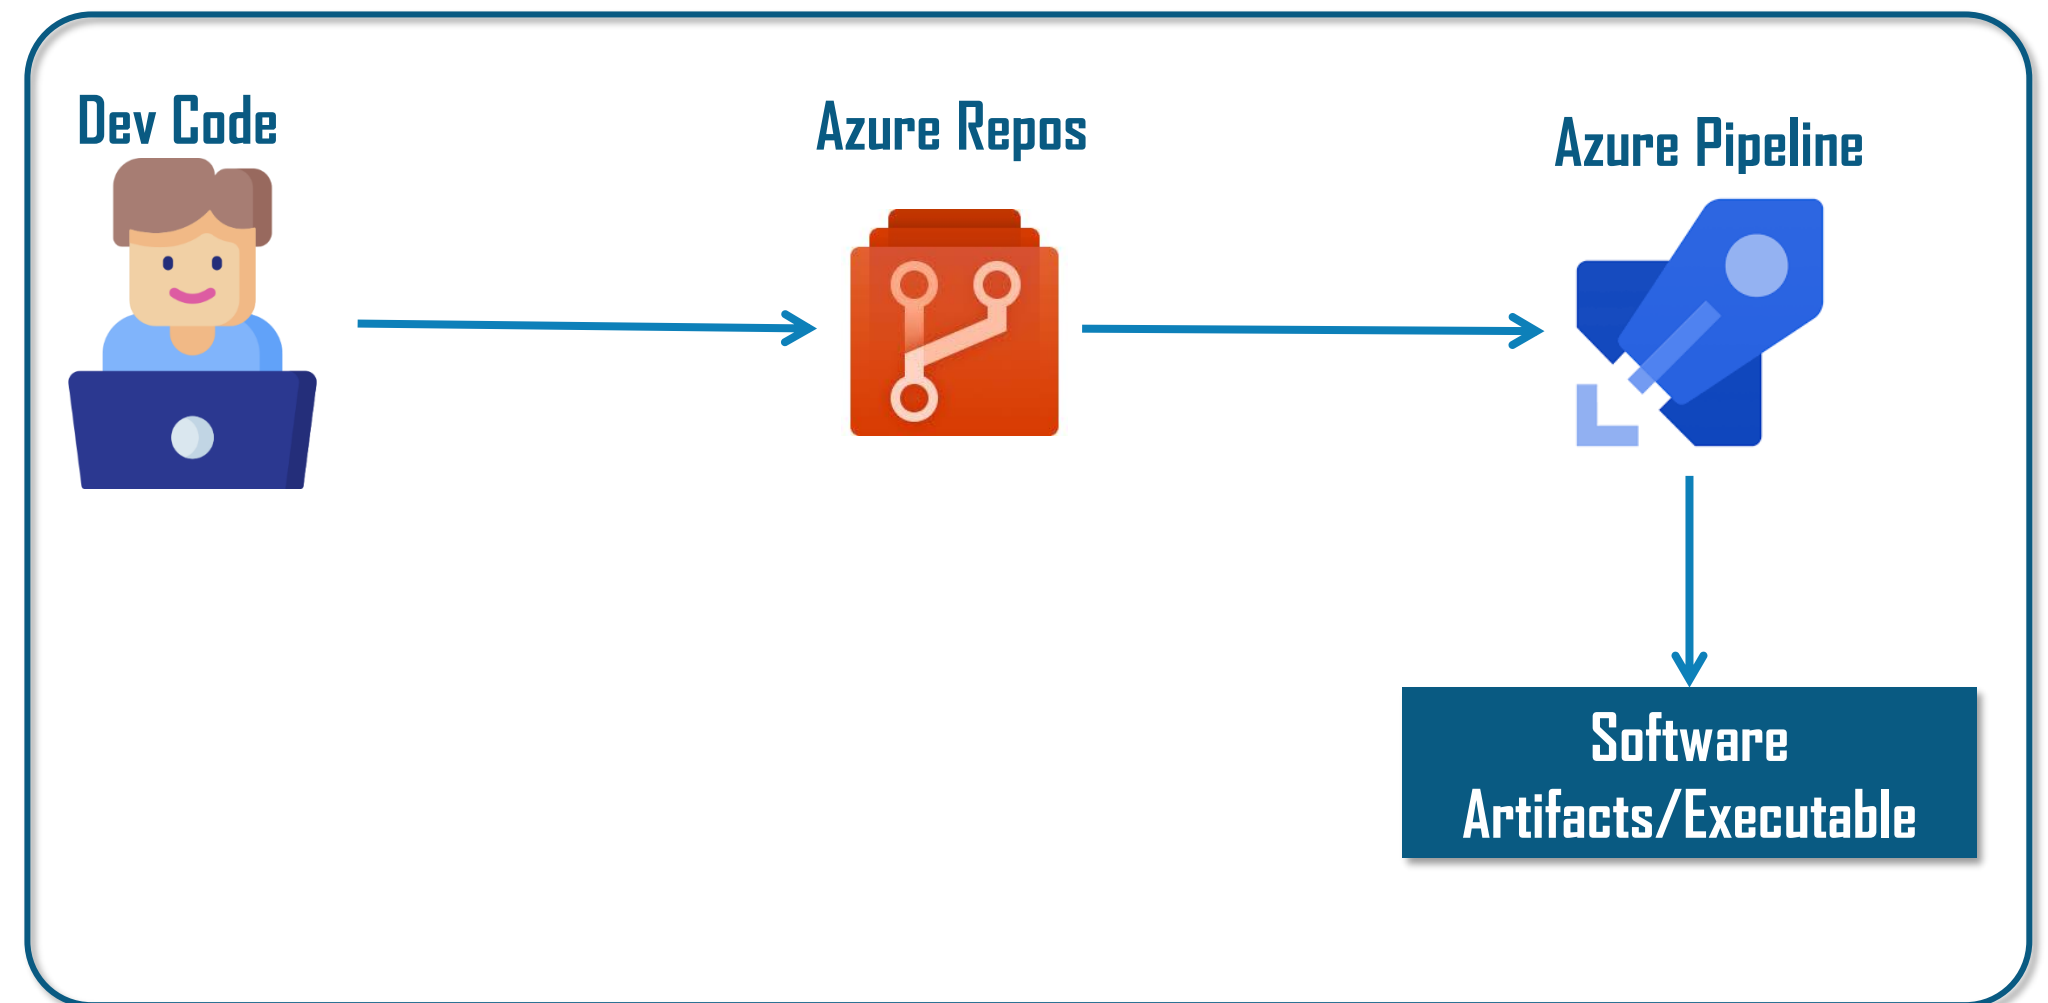 Dev Code
Azure Repos
Azure Pipeline
Software
Artifacts/Executable